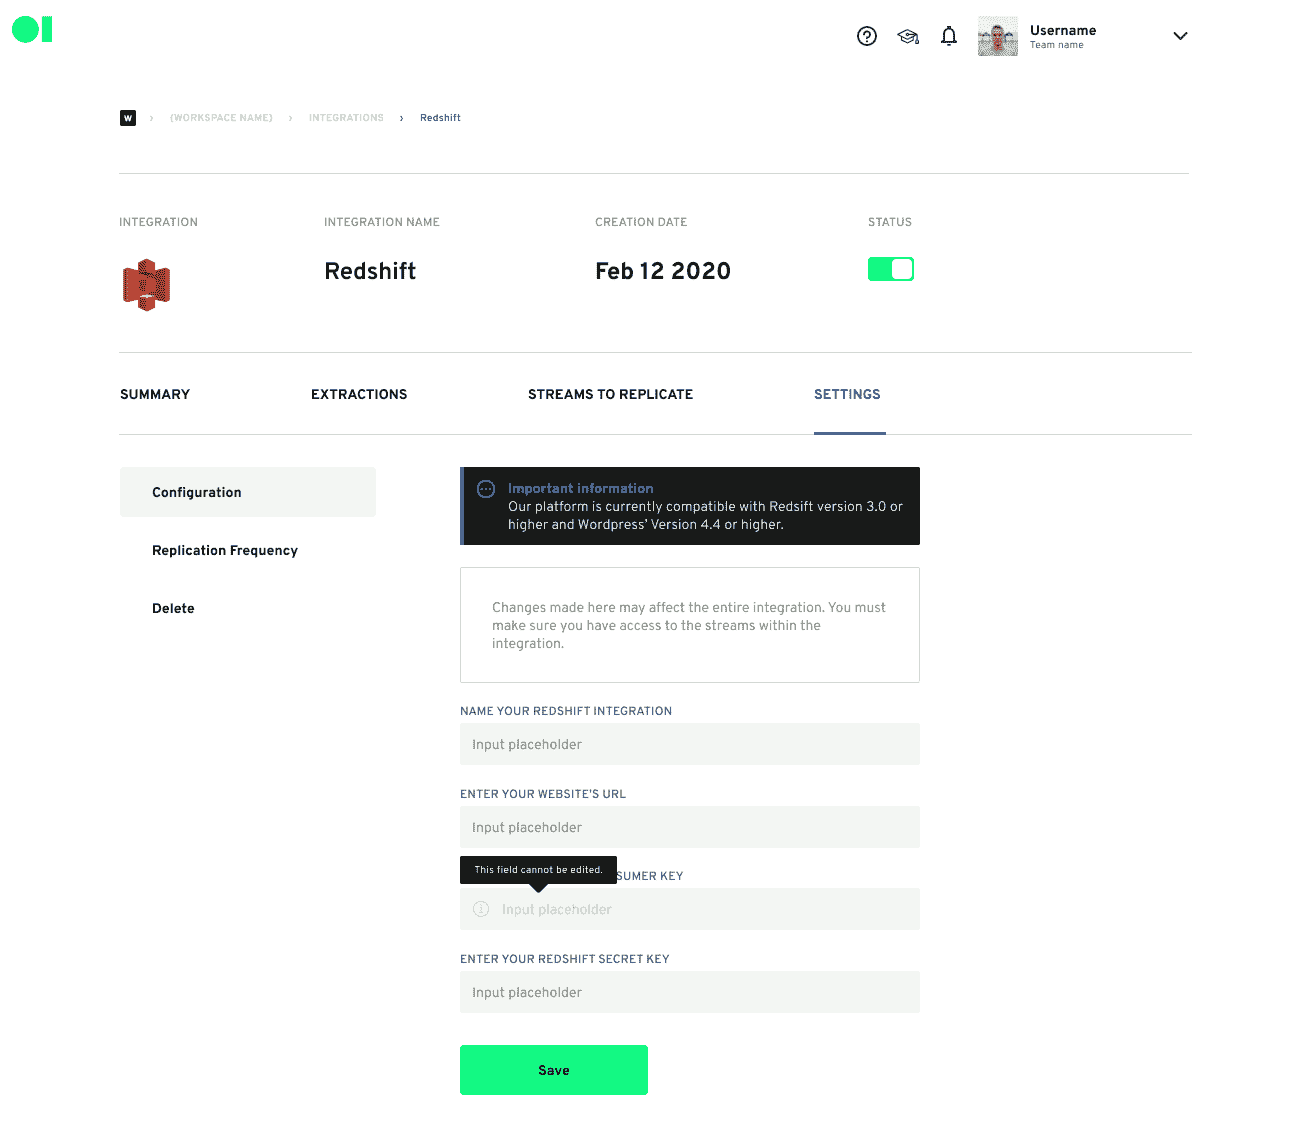 Username
Team name
W > {WORKSPACE NAME} > INTEGRATIONS > Redshift
INTEGRATION
INTEGRATION NAME
CREATION DATE
STATUS
Redshift
Feb 12 2020
SUMMARY
EXTRACTIONS
STREAMS TO REPLICATE
SETTINGS
Configuration
Replication Frequency
Delete
Important information
Our platform is currently compatible with Redsift version 3.0 or
higher and Wordpress’ Version 4.4 or higher.
Changes made here may affect the entire integration. You must
make sure you have access to the streams within the
integration.
NAME YOUR REDSHIFT INTEGRATION
Input placeholder
ENTER YOUR WEBSITE'S URL
Input placeholder
This field cannot be edited.
SUMER KEY
Input placeholder
ENTER YOUR REDSHIFT SECRET KEY
Input placeholder
Save